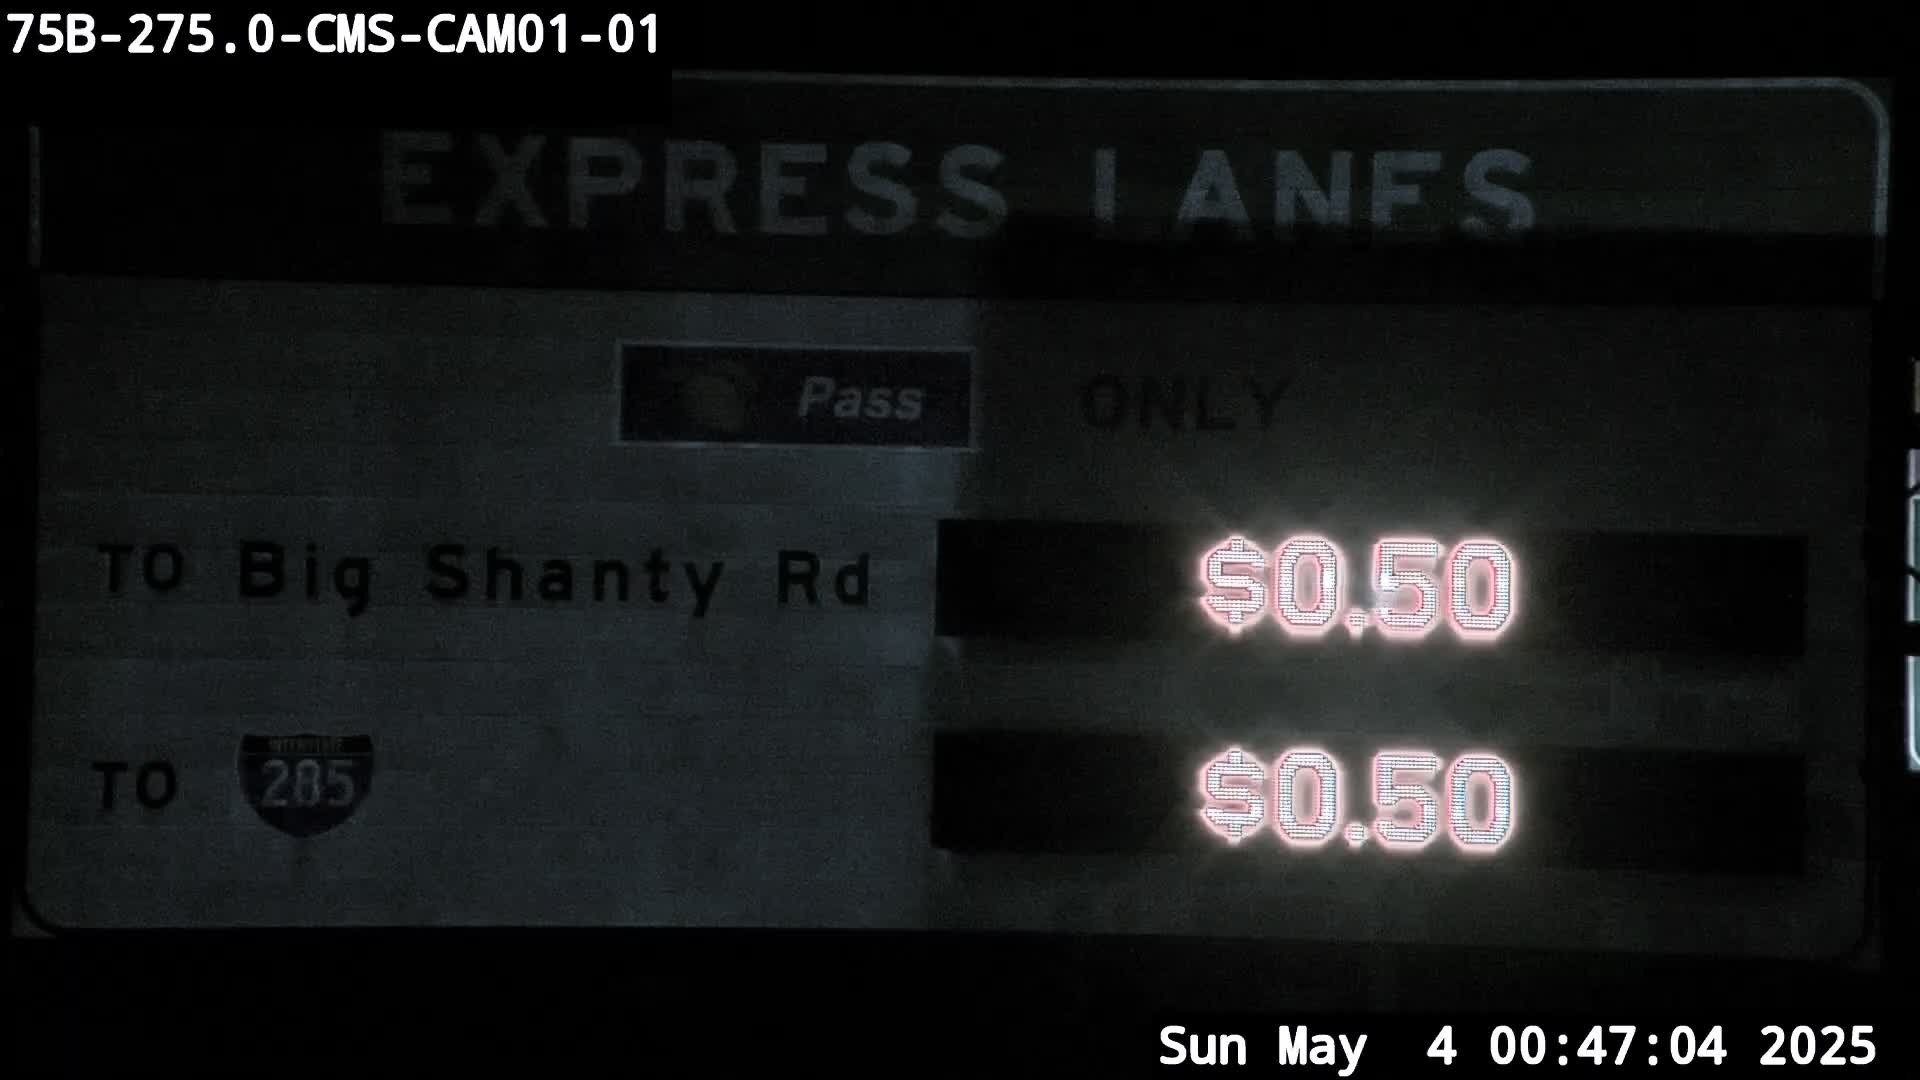 75B-275.0-CMS-CAM01-01
EXPRESS LANES
Pass ONLY
TO Big Shanty Rd $0.50
TO INTERSTATE 285 $0.50
Sun May 4 00:47:04 2025